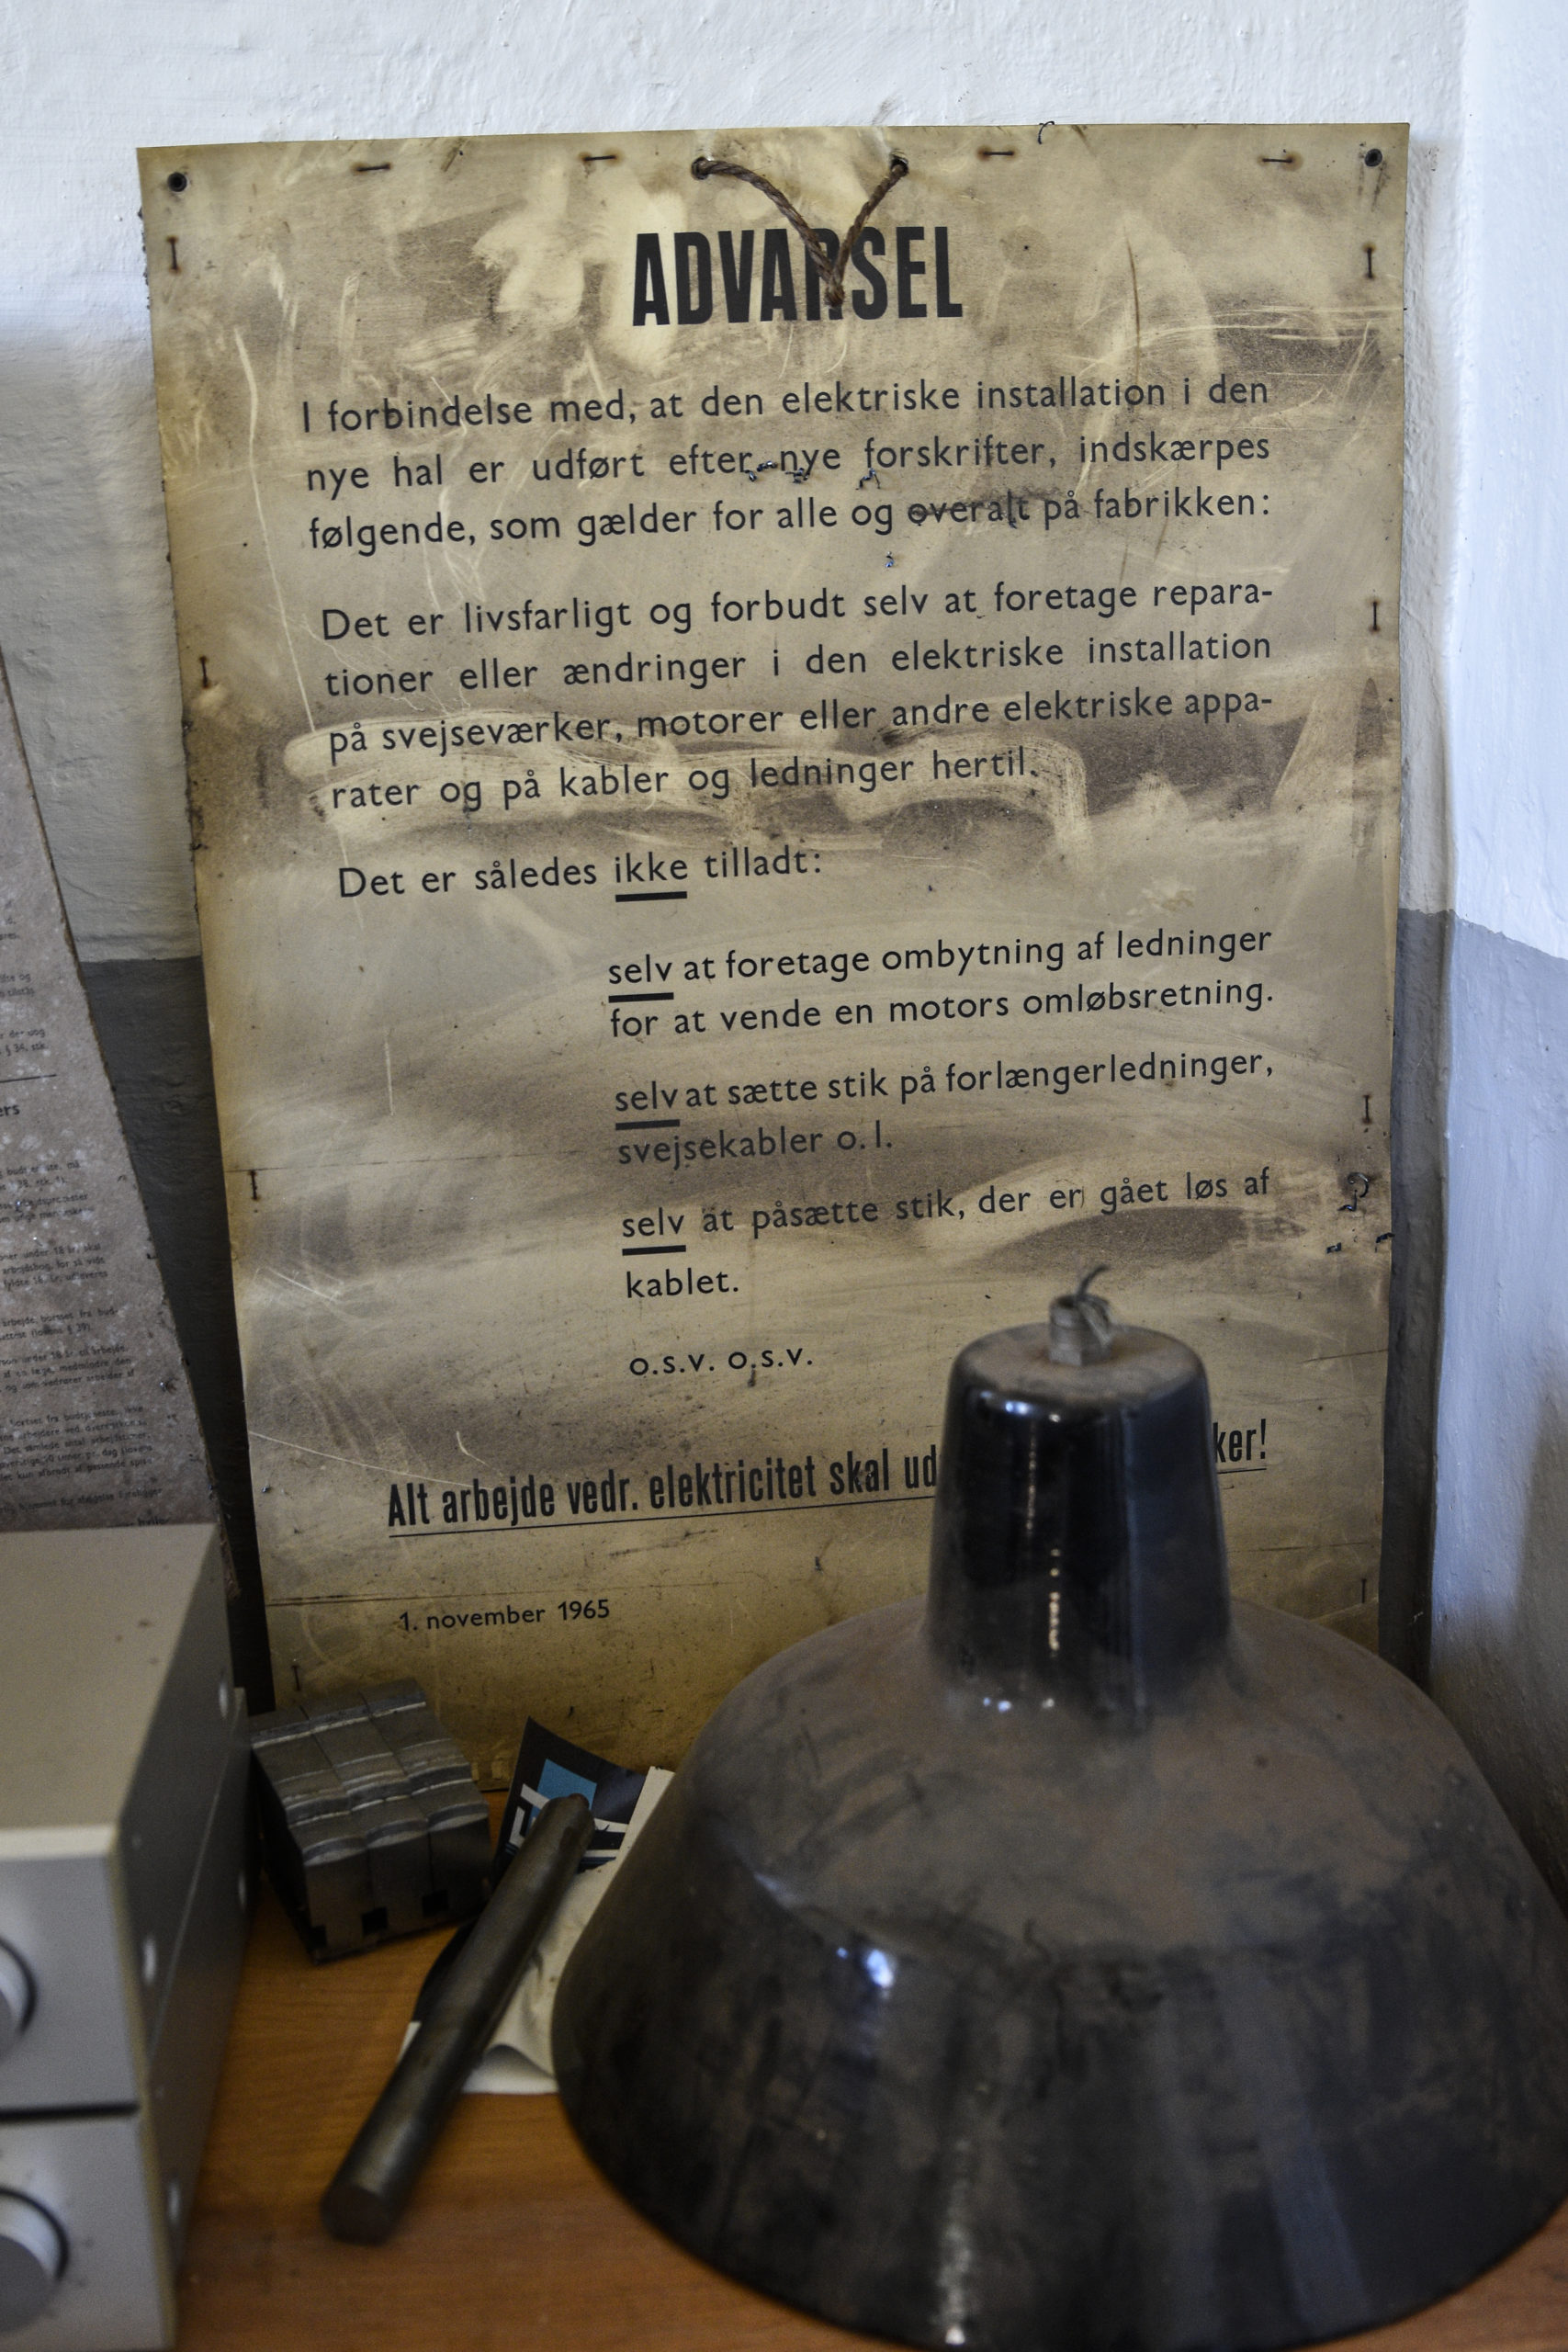 ADVARSEL
I forbindelse med, at den elektriske installation i den
nye hal er udført efter nye forskrifter, indskærpes
følgende, som gælder for alle og overalt på fabrikken:
Det er livsfarligt og forbudt selv at foretage repara-
tioner eller ændringer i den elektriske installation
på svejseværker, motorer eller andre elektriske appa-
rater og på kabler og ledninger hertil.
Det er således ikke tilladt:
selv at foretage ombytning af ledninger
for at vende en motors omløbsretning.
selv at sætte stik på forlængerledninger,
svejsekabler o. l.
selv at påsætte stik, der er gået løs af
kablet.
o.s.v. o.s.v.
Alt arbejde vedr. elektricitet skal ud ker!
1. november 1965